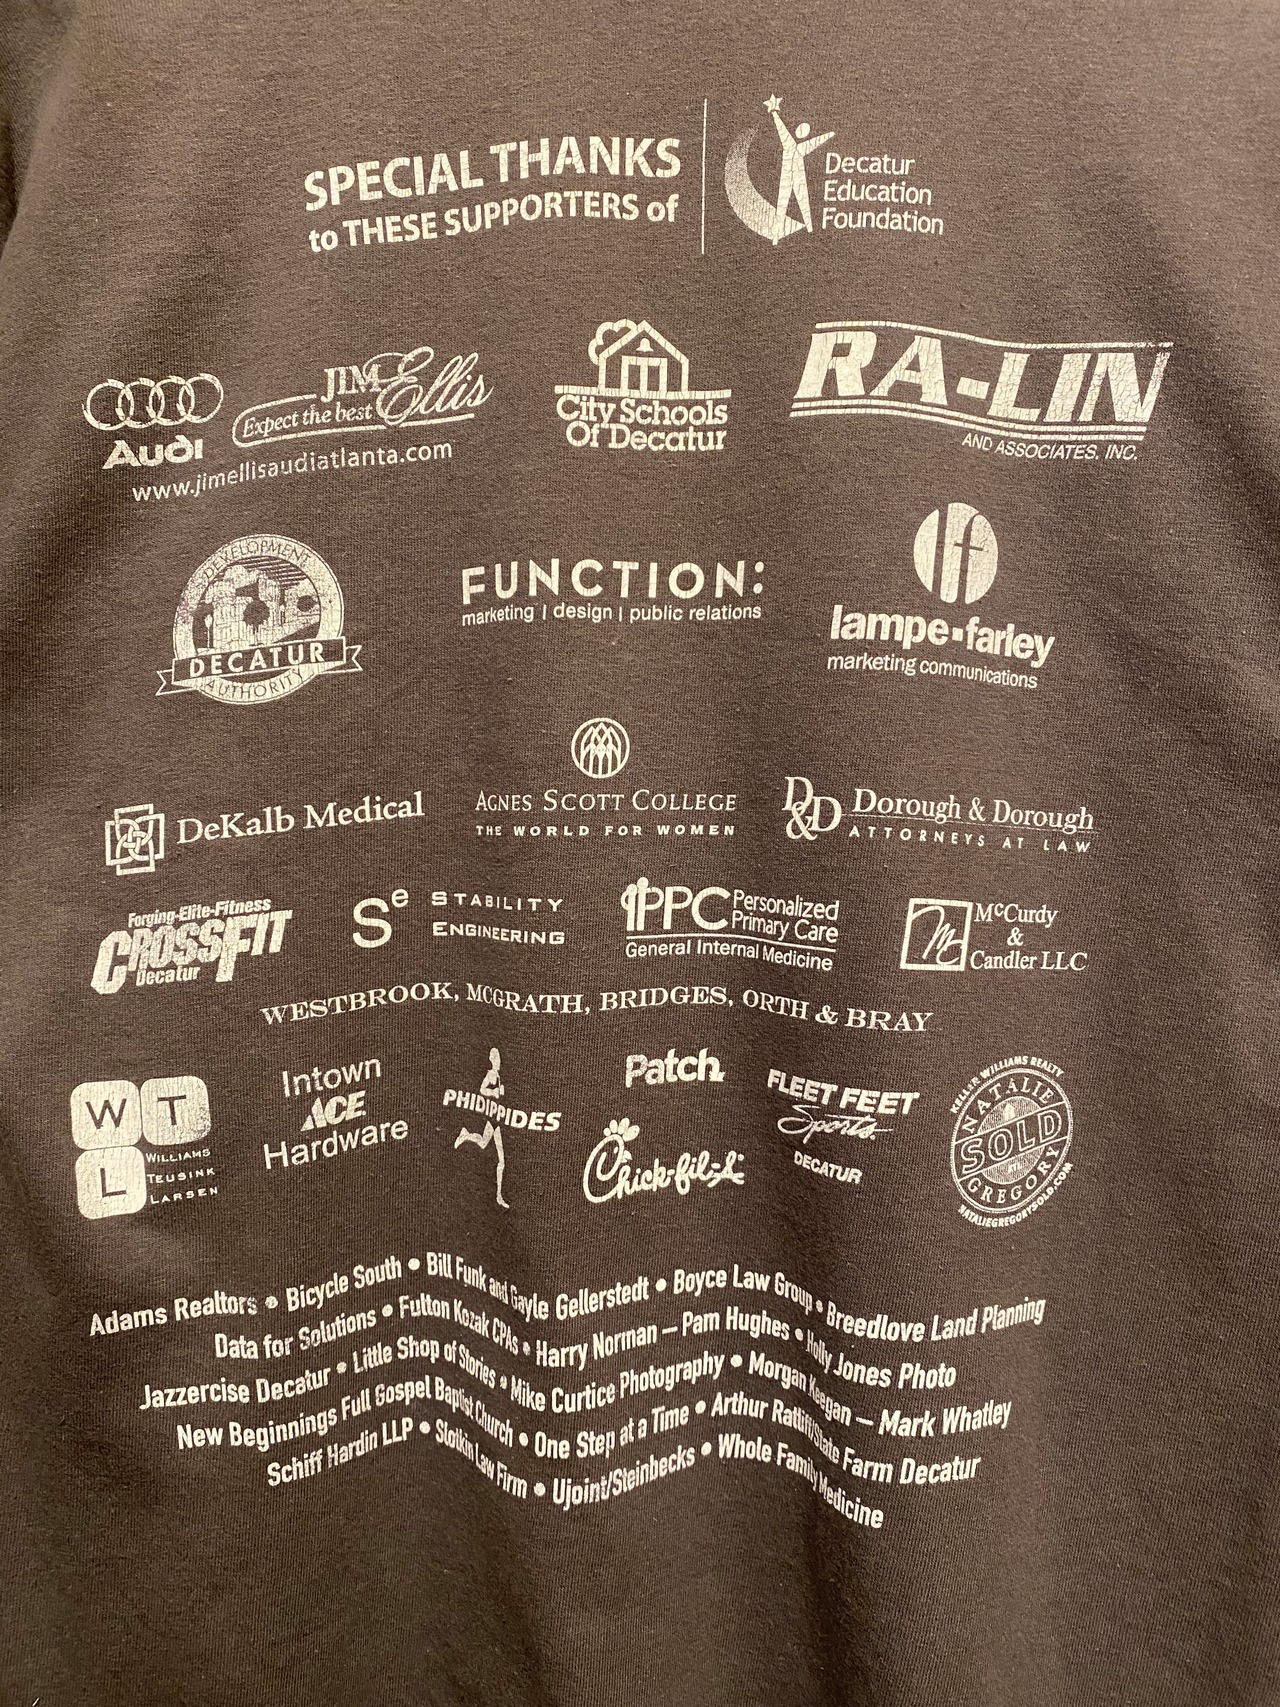 SPECIAL THANKS
to THESE SUPPORTERS of
Decatur
Education
Foundation
Audi
JIM Ellis
Expect the best
www.jimellisaudiatlanta.com
City Schools
Of Decatur
RA-LIN
AND ASSOCIATES, INC.
DEVELOPMENT
DECATUR
AUTHORITY
FUNCTION:
marketing | design | public relations
lf
lampe·farley
marketing communications
DeKalb Medical
AGNES SCOTT COLLEGE
THE WORLD FOR WOMEN
D&D
Dorough & Dorough
ATTORNEYS AT LAW
Forging-Elite-Fitness
CROSSFIT
Decatur
Se
STABILITY
ENGINEERING
PPC
Personalized
Primary Care
General Internal Medicine
Mc
McCurdy
&
Candler LLC
WESTBROOK, MCGRATH, BRIDGES, ORTH & BRAY
W T
L
WILLIAMS
TEUSINK
LARSEN
Intown
ACE
Hardware
PHIDIPPIDES
Patch
Chick-fil-A
FLEET FEET
Sports
DECATUR
KELLER WILLIAMS REALTY
NATALIE
SOLD
ATL
GREGORY
NATALIEGREGORYSOLD.COM
Adams Realtors • Bicycle South • Bill Funk and Gayle Gellerstedt • Boyce Law Group • Breedlove Land Planning
Data for Solutions • Fulton Kozak CPAs • Harry Norman – Pam Hughes • Holly Jones Photo
Jazzercise Decatur • Little Shop of Stories • Mike Curtice Photography • Morgan Keegan – Mark Whatley
New Beginnings Full Gospel Baptist Church • One Step at a Time • Arthur Ratliff/State Farm Decatur
Schiff Hardin LLP • Slotkin Law Firm • Ujoint/Steinbecks • Whole Family Medicine